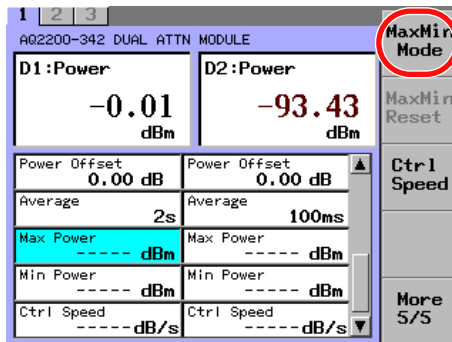 1 2 3
AQ2200-342 DUAL ATTN MODULE
D1:Power
-0.01
dBm
D2:Power
-93.43
dBm
Power Offset
0.00 dB
Power Offset
0.00 dB
Average
2s
Average
100ms
Max Power
----- dBm
Max Power
----- dBm
Min Power
----- dBm
Min Power
----- dBm
Ctrl Speed
-----dB/s
Ctrl Speed
-----dB/s
MaxMin
Mode
MaxMin
Reset
Ctrl
Speed
More
5/5